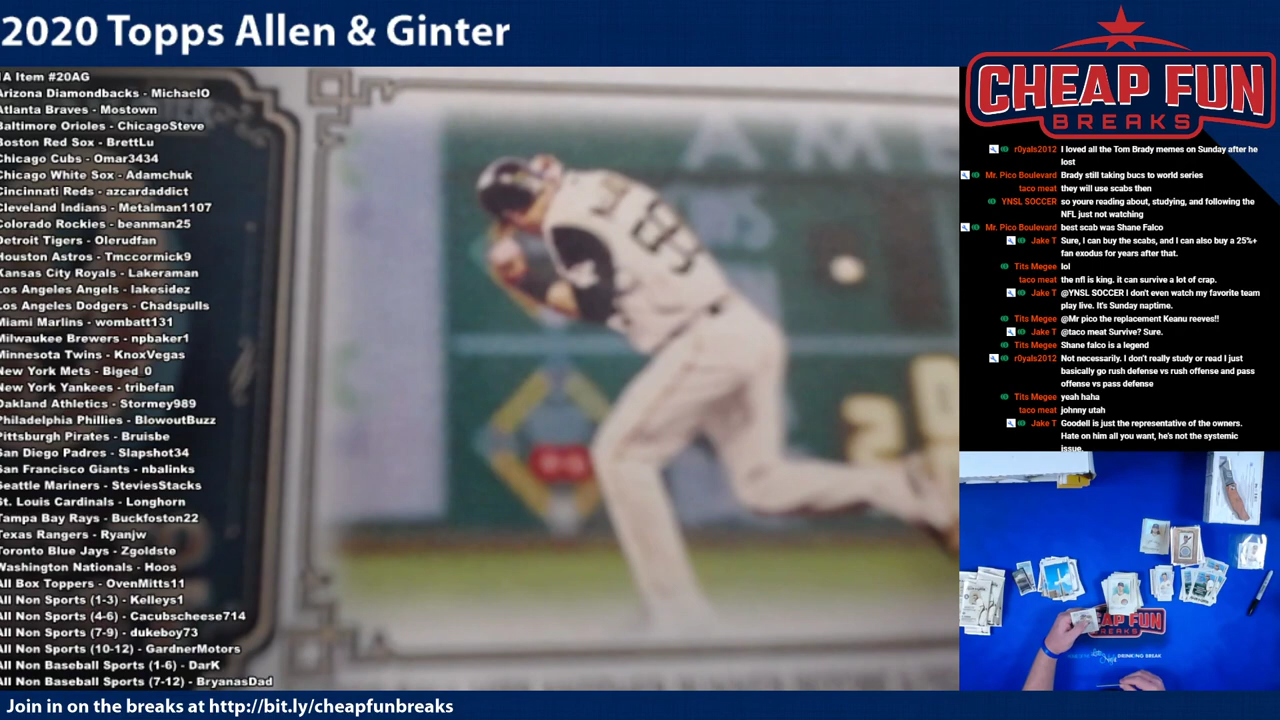 2020 Topps Allen & Ginter
1A Item #20AG
Arizona Diamondbacks - MichaelO
Atlanta Braves - Mostown
Baltimore Orioles - ChicagoSteve
Boston Red Sox - BrettLu
Chicago Cubs - Omar3434
Chicago White Sox - Adamchuk
Cincinnati Reds - azcardaddict
Cleveland Indians - Metalman1107
Colorado Rockies - beanman25
Detroit Tigers - Olerudfan
Houston Astros - Tmccormick9
Kansas City Royals - Lakeraman
Los Angeles Angels - lakesidez
Los Angeles Dodgers - Chadspulls
Miami Marlins - wombatt131
Milwaukee Brewers - npbaker1
Minnesota Twins - KnoxVegas
New York Mets - Biged_0
New York Yankees - tribefan
Oakland Athletics - Stormey989
Philadelphia Phillies - BlowoutBuzz
Pittsburgh Pirates - Bruisbe
San Diego Padres - Slapshot34
San Francisco Giants - nbalinks
Seattle Mariners - SteviesStacks
St. Louis Cardinals - Longhorn
Tampa Bay Rays - Buckfoston22
Texas Rangers - Ryanjw
Toronto Blue Jays - Zgoldste
Washington Nationals - Hoos
All Box Toppers - OvenMitts11
All Non Sports (1-3) - Kelleys1
All Non Sports (4-6) - Cacubscheese714
All Non Sports (7-9) - dukeboy73
All Non Sports (10-12) - GardnerMotors
All Non Baseball Sports (1-6) - DarK
All Non Baseball Sports (7-12) - BryanasDad
AME
CHEAP FUN
BREAKS
r0yals2012 I loved all the Tom Brady memes on Sunday after he
lost
Mr. Pico Boulevard Brady still taking bucs to world series
taco meat they will use scabs then
YNSL SOCCER so youre reading about, studying, and following the
NFL just not watching
Mr. Pico Boulevard best scab was Shane Falco
Jake T Sure, I can buy the scabs, and I can also buy a 25%+
fan exodus for years after that.
Tits Megee lol
taco meat the nfl is king. it can survive a lot of crap.
Jake T @YNSL SOCCER I don't even watch my favorite team
play live. It's Sunday naptime.
Tits Megee @Mr pico the replacement Keanu reeves!!
Jake T @taco meat Survive? Sure.
Tits Megee Shane falco is a legend
r0yals2012 Not necessarily. I don't really study or read I just
basically go rush defense vs rush offense and pass
offense vs pass defense
Tits Megee yeah haha
taco meat johnny utah
Jake T Goodell is just the representative of the owners.
Hate on him all you want, he's not the systemic
issue.
CHEAP FUN
BREAKS
DRINKING BREAK
Join in on the breaks at http://bit.ly/cheapfunbreaks